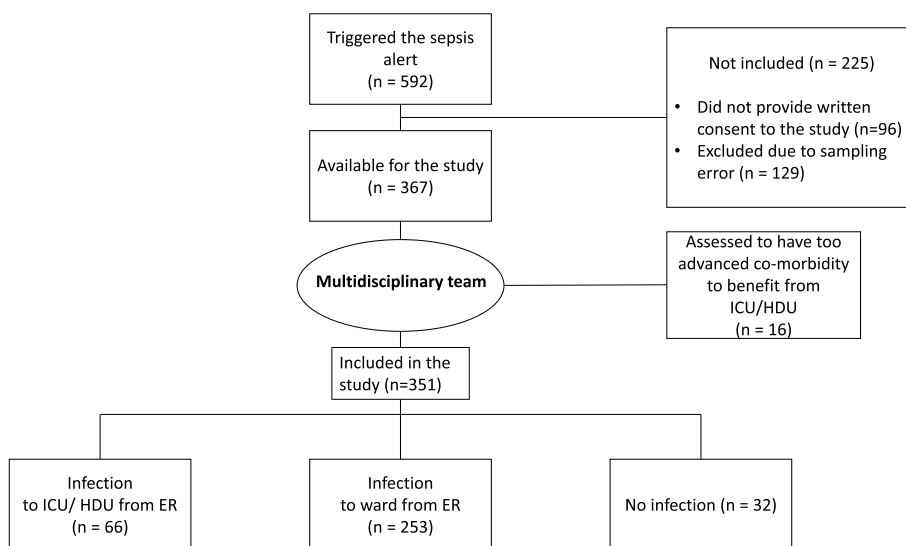 Triggered the sepsis
alert
(n = 592)
Not included (n = 225)
• Did not provide written
consent to the study (n=96)
• Excluded due to sampling
error (n = 129)
Available for the study
(n = 367)
Multidisciplinary team
Assessed to have too
advanced co-morbidity
to benefit from
ICU/HDU
(n = 16)
Included in the
study (n=351)
Infection
to ICU/ HDU from ER
(n = 66)
Infection
to ward from ER
(n = 253)
No infection (n = 32)